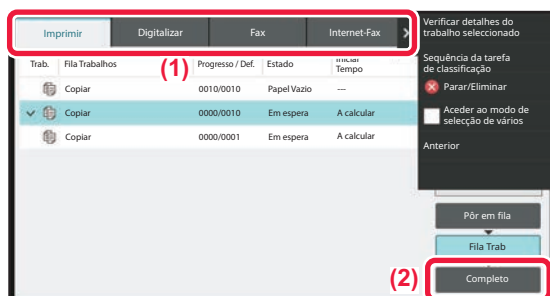 Imprimir Digitalizar Fax Internet-Fax
(1)
Trab. Fila Trabalhos Progresso / Def. Estado Iniciar
Tempo
Copiar 0010/0010 Papel Vazio ---
Copiar 0000/0010 Em espera A calcular
Copiar 0000/0001 Em espera A calcular
Verificar detalhes do
trabalho seleccionado
Sequência da tarefa
de classificação
Parar/Eliminar
Aceder ao modo de
selecção de vários
Anterior
Pôr em fila
Fila Trab
(2)
Completo